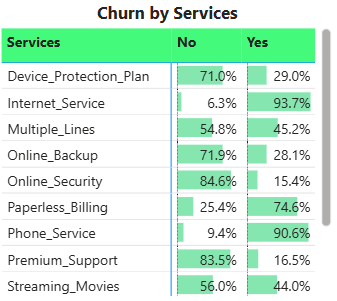 Churn by Services
Services No Yes
Device_Protection_Plan 71.0% 29.0%
Internet_Service 6.3% 93.7%
Multiple_Lines 54.8% 45.2%
Online_Backup 71.9% 28.1%
Online_Security 84.6% 15.4%
Paperless_Billing 25.4% 74.6%
Phone_Service 9.4% 90.6%
Premium_Support 83.5% 16.5%
Streaming_Movies 56.0% 44.0%